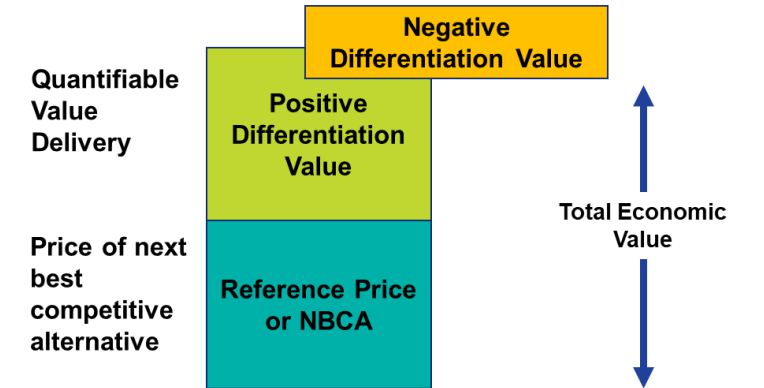 Negative
Differentiation Value
Quantifiable
Value
Delivery
Positive
Differentiation
Value
Total Economic
Value
Price of next
best
competitive
alternative
Reference Price
or NBCA